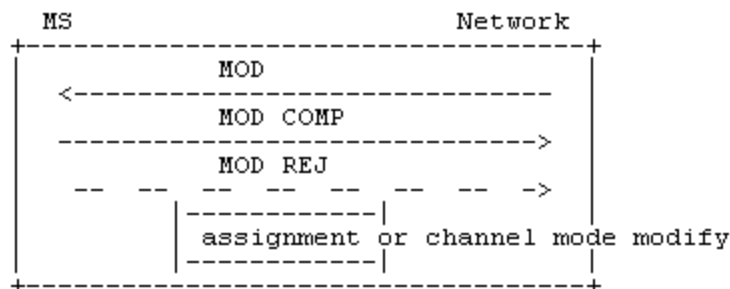 MS Network
MOD
MOD COMP
MOD REJ
assignment or channel mode modify